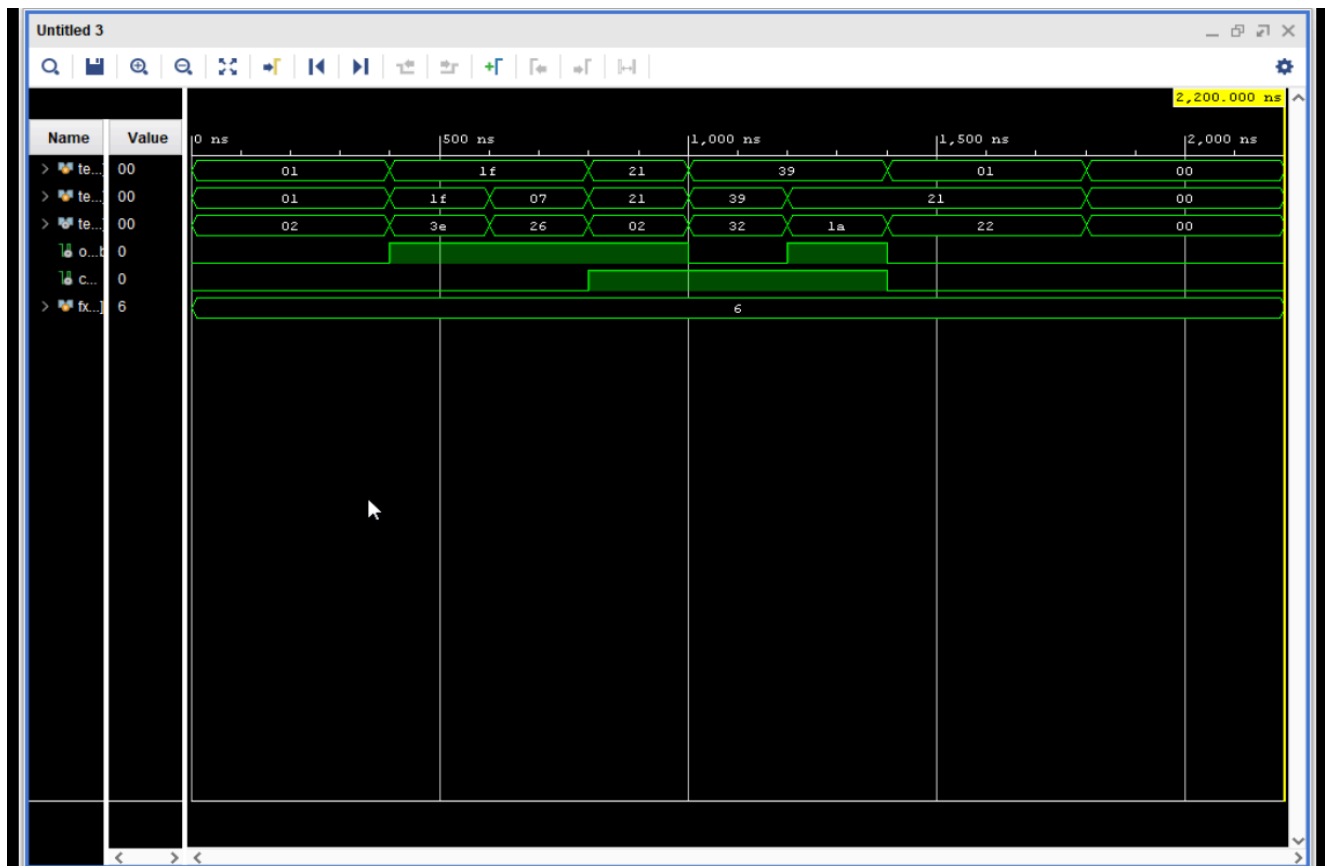 Untitled 3
2,200.000 ns
Name Value 0 ns 500 ns 1,000 ns 1,500 ns 2,000 ns
te...] 00 01 1f 21 39 01 00
te...] 00 01 1f 07 21 39 21 00
te...] 00 02 3e 26 02 32 1a 22 00
o...t 0
c... 0
fx...] 6 6